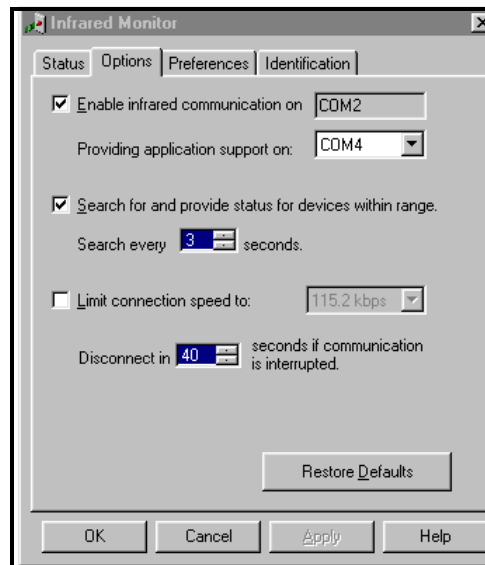 Infrared Monitor
Status Options Preferences Identification
Enable infrared communication on COM2
Providing application support on: COM4
Search for and provide status for devices within range.
Search every 3 seconds.
Limit connection speed to: 115.2 kbps
Disconnect in 40 seconds if communication
is interrupted.
Restore Defaults
OK Cancel Apply Help